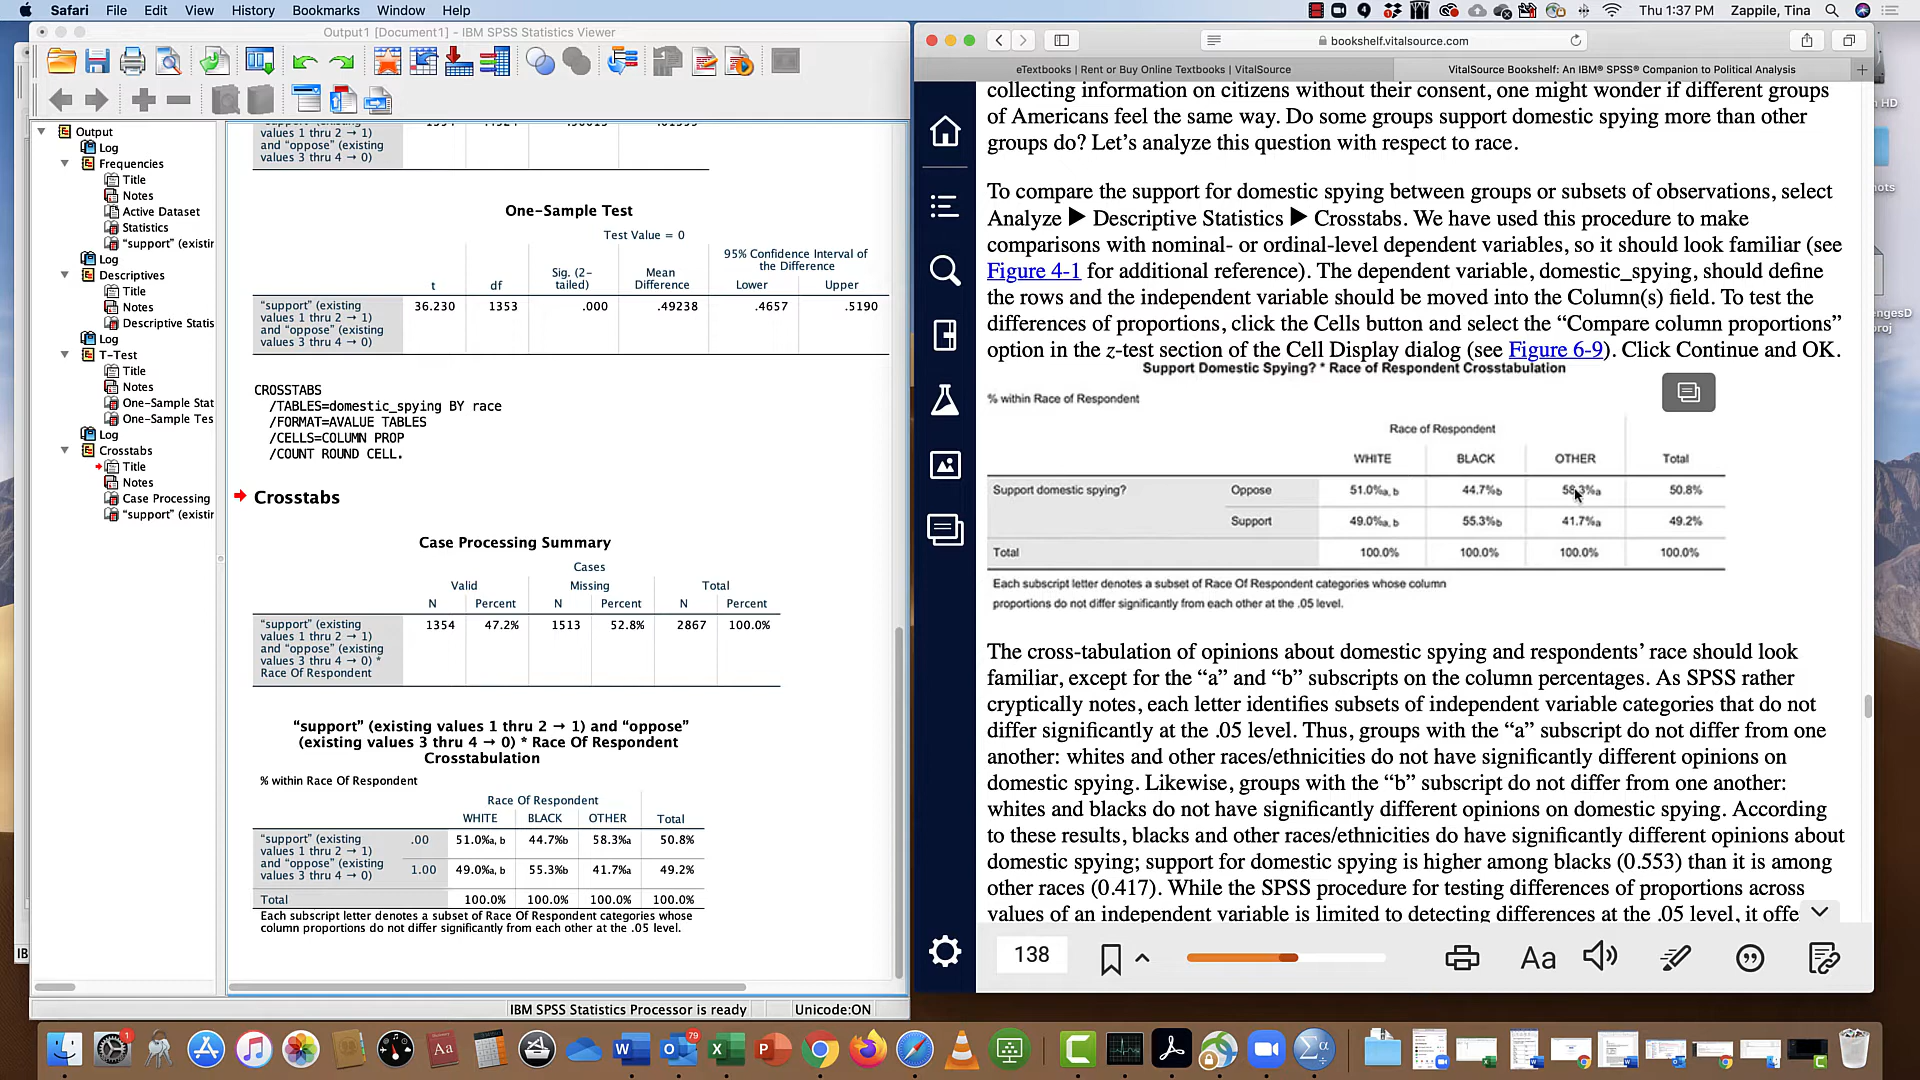 Safari File Edit View History Bookmarks Window Help
Thu 1:37 PM Zappile, Tina
Output1 [Document1] - IBM SPSS Statistics Viewer
Output
Log
Frequencies
Title
Notes
Active Dataset
Statistics
"support" (existir
Log
Descriptives
Title
Notes
Descriptive Statis
Log
T-Test
Title
Notes
One-Sample Stat
One-Sample Tes
Log
Crosstabs
Title
Notes
Case Processing
"support" (existir
values 1 thru 2 → 1)
and "oppose" (existing
values 3 thru 4 → 0)
One-Sample Test
Test Value = 0
95% Confidence Interval of
the Difference
t df Sig. (2-
tailed) Mean
Difference Lower Upper
"support" (existing
values 1 thru 2 → 1)
and "oppose" (existing
values 3 thru 4 → 0)
36.230 1353 .000 .49238 .4657 .5190
CROSSTABS
/TABLES=domestic_spying BY race
/FORMAT=AVALUE TABLES
/CELLS=COLUMN PROP
/COUNT ROUND CELL.
Crosstabs
Case Processing Summary
Cases
Valid Missing Total
N Percent N Percent N Percent
"support" (existing
values 1 thru 2 → 1)
and "oppose" (existing
values 3 thru 4 → 0) *
Race Of Respondent
1354 47.2% 1513 52.8% 2867 100.0%
"support" (existing values 1 thru 2 → 1) and "oppose"
(existing values 3 thru 4 → 0) * Race Of Respondent
Crosstabulation
% within Race Of Respondent
Race Of Respondent
WHITE BLACK OTHER Total
"support" (existing
values 1 thru 2 → 1)
and "oppose" (existing
values 3 thru 4 → 0)
.00 51.0%a, b 44.7%b 58.3%a 50.8%
1.00 49.0%a, b 55.3%b 41.7%a 49.2%
Total 100.0% 100.0% 100.0% 100.0%
Each subscript letter denotes a subset of Race Of Respondent categories whose
column proportions do not differ significantly from each other at the .05 level.
IBM SPSS Statistics Processor is ready Unicode:ON
bookshelf.vitalsource.com
eTextbooks | Rent or Buy Online Textbooks | VitalSource
VitalSource Bookshelf: An IBM® SPSS® Companion to Political Analysis
collecting information on citizens without their consent, one might wonder if different groups
of Americans feel the same way. Do some groups support domestic spying more than other
groups do? Let's analyze this question with respect to race.
To compare the support for domestic spying between groups or subsets of observations, select
Analyze ▶ Descriptive Statistics ▶ Crosstabs. We have used this procedure to make
comparisons with nominal- or ordinal-level dependent variables, so it should look familiar (see
Figure 4-1 for additional reference). The dependent variable, domestic_spying, should define
the rows and the independent variable should be moved into the Column(s) field. To test the
differences of proportions, click the Cells button and select the “Compare column proportions”
option in the z-test section of the Cell Display dialog (see Figure 6-9). Click Continue and OK.
Support Domestic Spying? * Race of Respondent Crosstabulation
% within Race of Respondent
Race of Respondent
WHITE BLACK OTHER Total
Support domestic spying? Oppose 51.0%a, b 44.7%b 58.3%a 50.8%
Support 49.0%a, b 55.3%b 41.7%a 49.2%
Total 100.0% 100.0% 100.0% 100.0%
Each subscript letter denotes a subset of Race Of Respondent categories whose column
proportions do not differ significantly from each other at the .05 level.
The cross-tabulation of opinions about domestic spying and respondents’ race should look
familiar, except for the “a” and “b” subscripts on the column percentages. As SPSS rather
cryptically notes, each letter identifies subsets of independent variable categories that do not
differ significantly at the .05 level. Thus, groups with the “a” subscript do not differ from one
another: whites and other races/ethnicities do not have significantly different opinions on
domestic spying. Likewise, groups with the “b” subscript do not differ from one another:
whites and blacks do not have significantly different opinions on domestic spying. According
to these results, blacks and other races/ethnicities do have significantly different opinions about
domestic spying; support for domestic spying is higher among blacks (0.553) than it is among
other races (0.417). While the SPSS procedure for testing differences of proportions across
values of an independent variable is limited to detecting differences at the .05 level, it offe
138
Aa